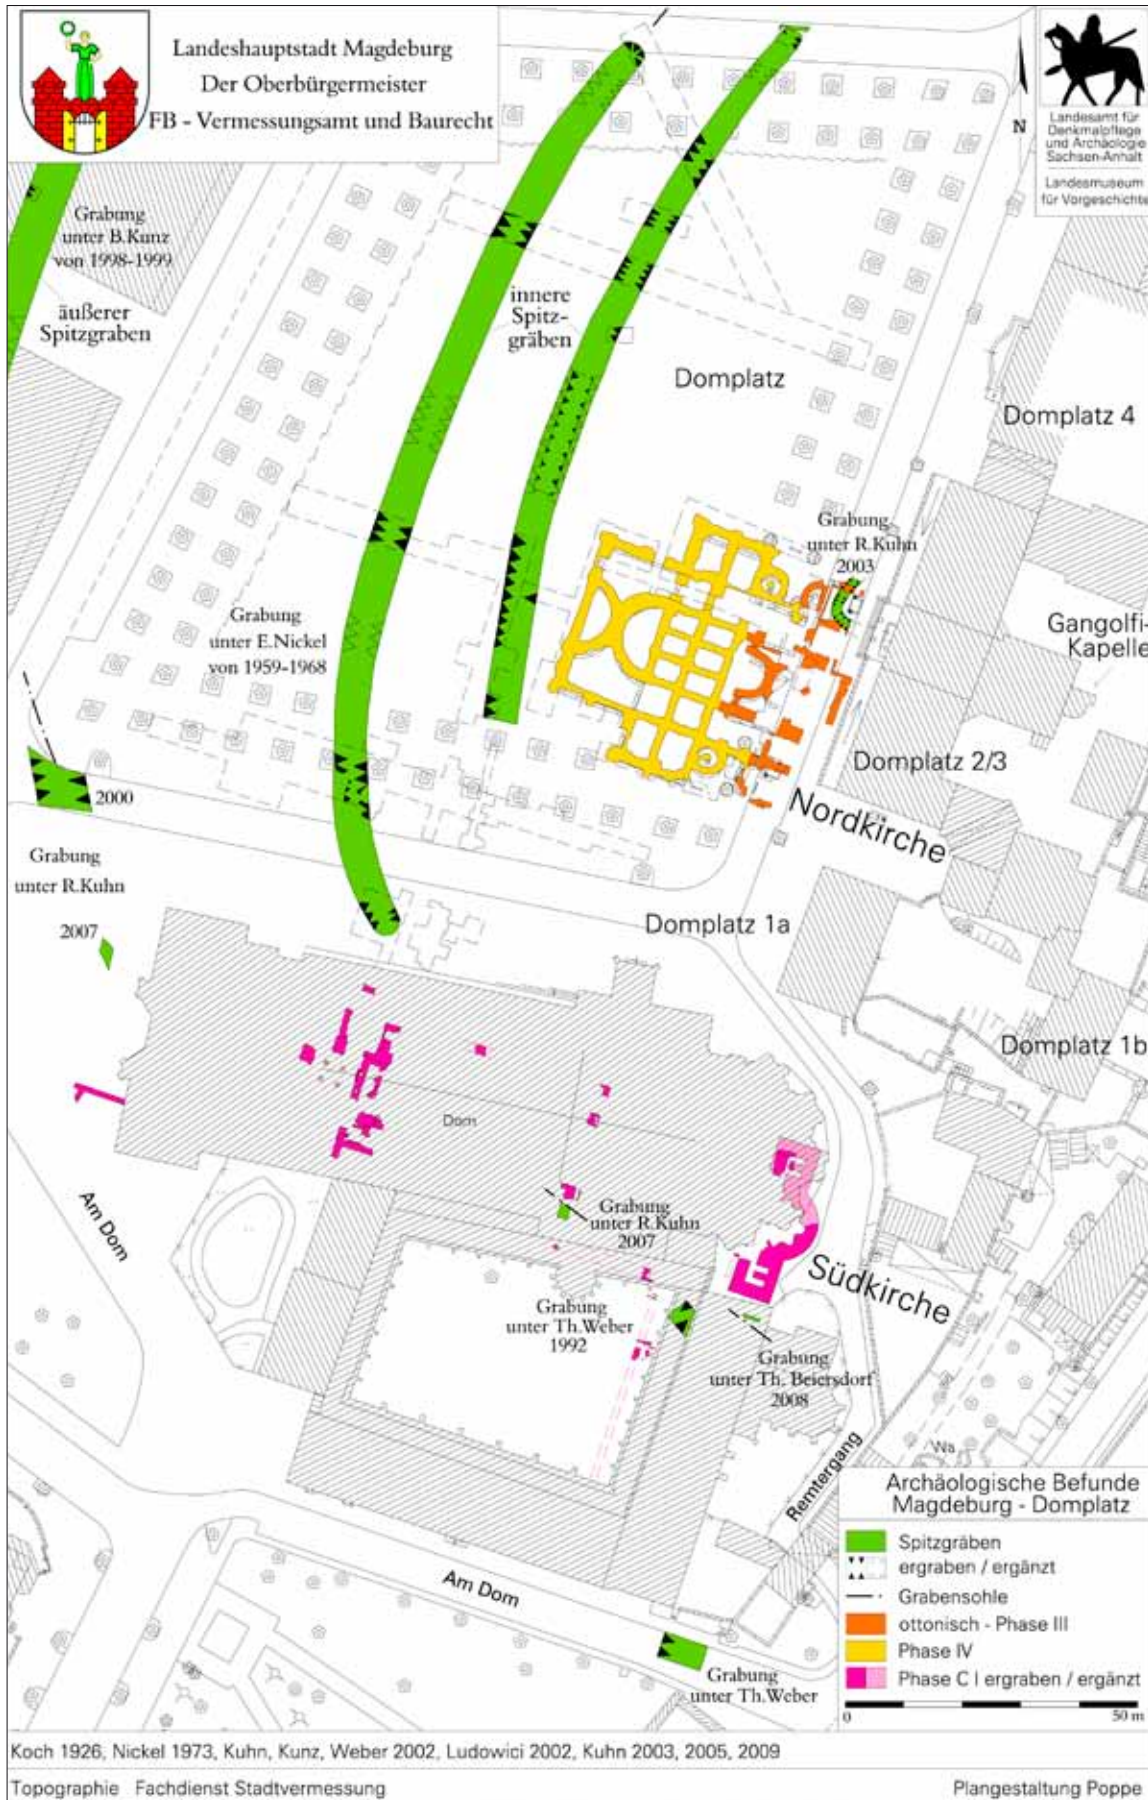 Landeshauptstadt Magdeburg
Der Oberbürgermeister
FB - Vermessungsamt und Baurecht
N
Landesamt für
Denkmalpflege
und Archäologie
Sachsen-Anhalt
Landesmuseum
für Vorgeschichte
Grabung
unter B.Kunz
von 1998-1999
äußerer
Spitzgraben
innere
Spitz-
gräben
Domplatz
Domplatz 4
Grabung
unter R.Kuhn
2003
Grabung
unter E.Nickel
von 1959-1968
Gangolfi-
Kapelle
Domplatz 2/3
Nordkirche
2000
Grabung
unter R.Kuhn
2007
Domplatz 1a
Domplatz 1b
Dom
Am Dom
Grabung
unter R.Kuhn
2007
Südkirche
Grabung
unter Th.Weber
1992
Grabung
unter Th. Beiersdorf
2008
Wa
Remtergang
Am Dom
Grabung
unter Th.Weber
Archäologische Befunde
Magdeburg - Domplatz
Spitzgräben
ergraben / ergänzt
Grabensohle
ottonisch - Phase III
Phase IV
Phase C I ergraben / ergänzt
0 50 m
Koch 1926, Nickel 1973, Kuhn, Kunz, Weber 2002, Ludowici 2002, Kuhn 2003, 2005, 2009
Topographie Fachdienst Stadtvermessung
Plangestaltung Poppe